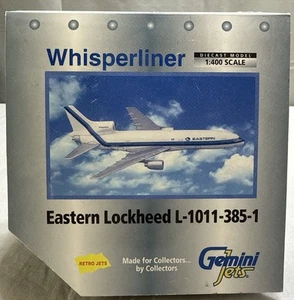 Whisperliner
DIECAST MODEL
1:400 SCALE
EASTERN
Eastern Lockheed L-1011-385-1
RETRO JETS
Made for Collectors...
by Collectors
Gemini
Jets